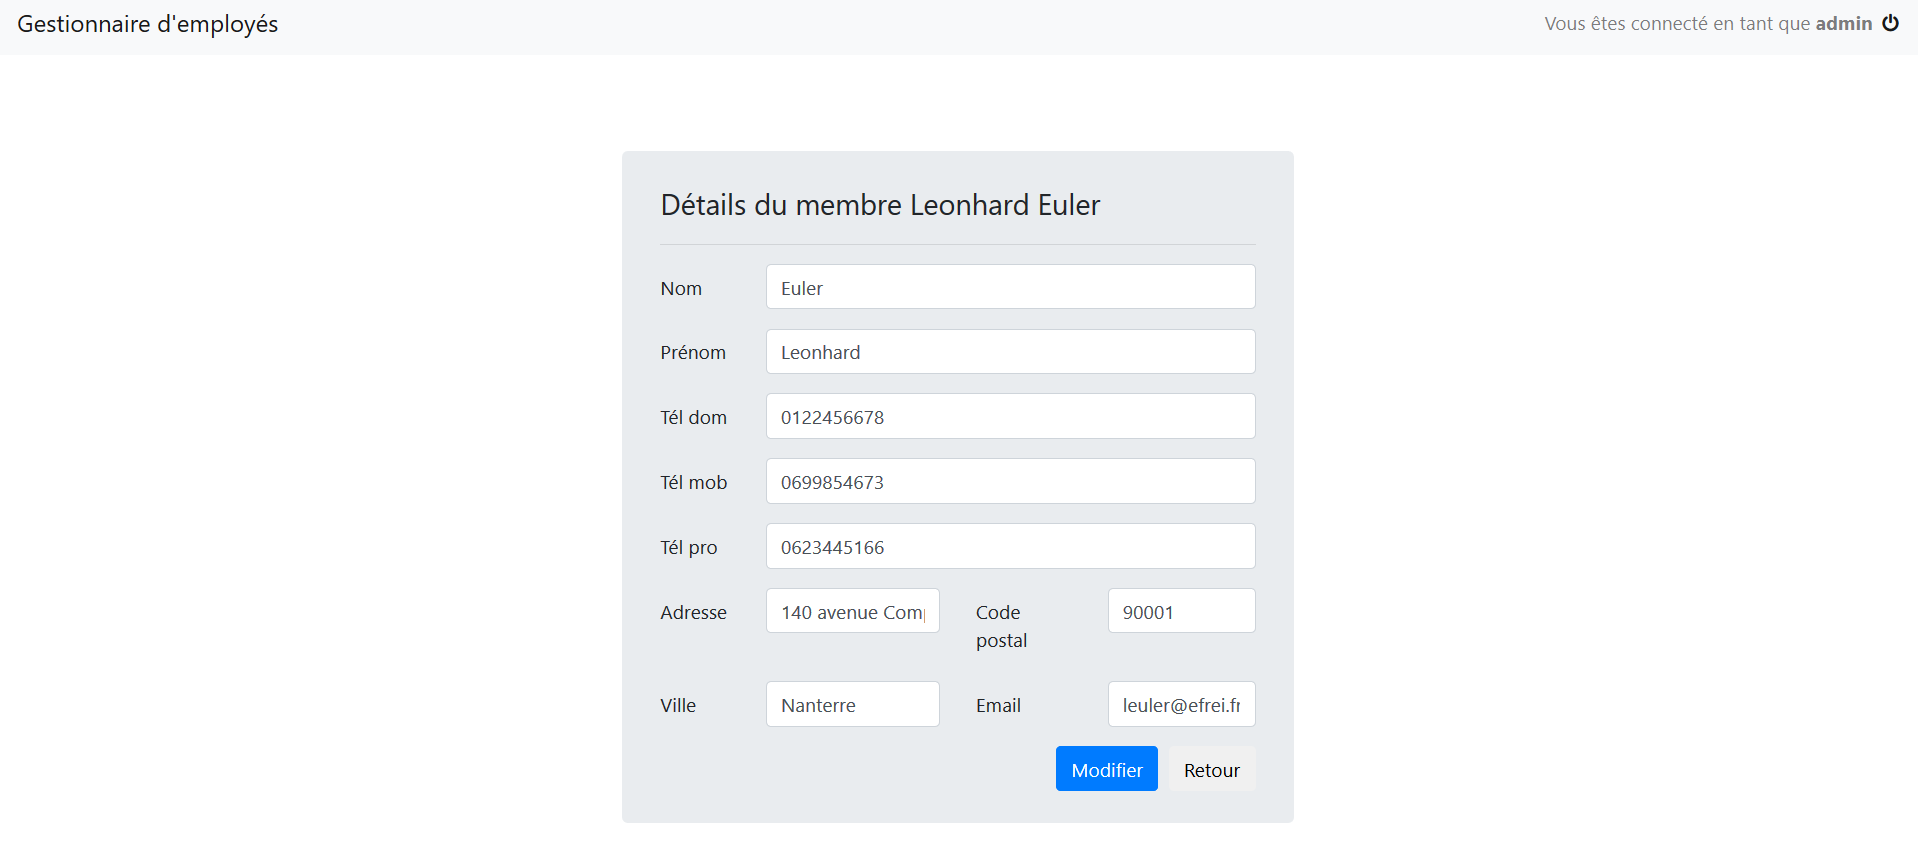 Gestionnaire d'employés
Vous êtes connecté en tant que admin
Détails du membre Leonhard Euler
Nom Euler
Prénom Leonhard
Tél dom 0122456678
Tél mob 0699854673
Tél pro 0623445166
Adresse 140 avenue Code postal 90001
Ville Nanterre Email leuler@efrei.fr
Modifier Retour